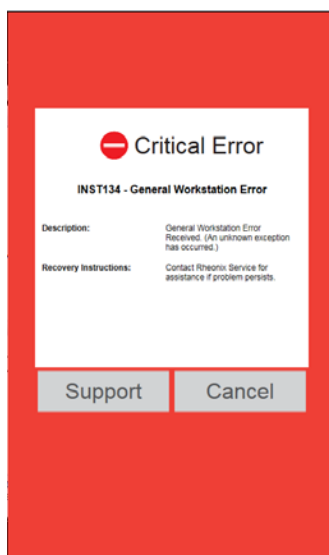 Critical Error
INST134 - General Workstation Error
Description: General Workstation Error
Received. (An unknown exception
has occurred.)
Recovery Instructions: Contact Rheonix Service for
assistance if problem persists.
Support Cancel